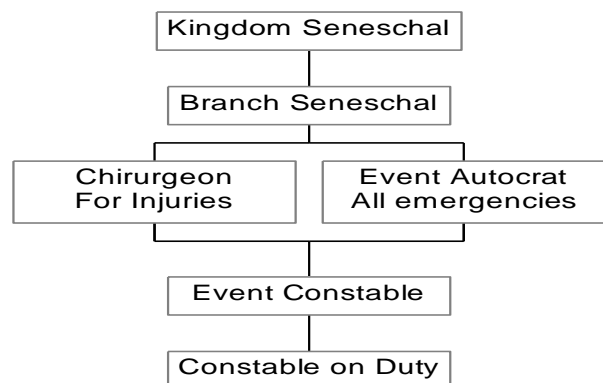 Kingdom Seneschal
Branch Seneschal
Chirurgeon
For Injuries
Event Autocrat
All emergencies
Event Constable
Constable on Duty